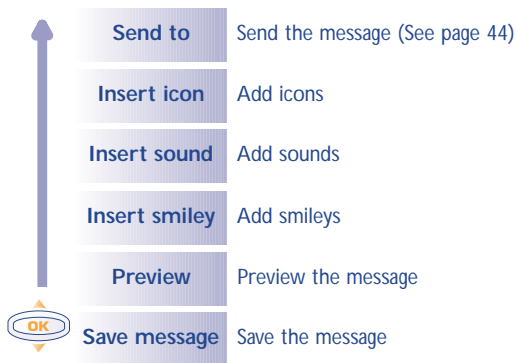 Send to Send the message (See page 44)
Insert icon Add icons
Insert sound Add sounds
Insert smiley Add smileys
Preview Preview the message
OK
Save message Save the message